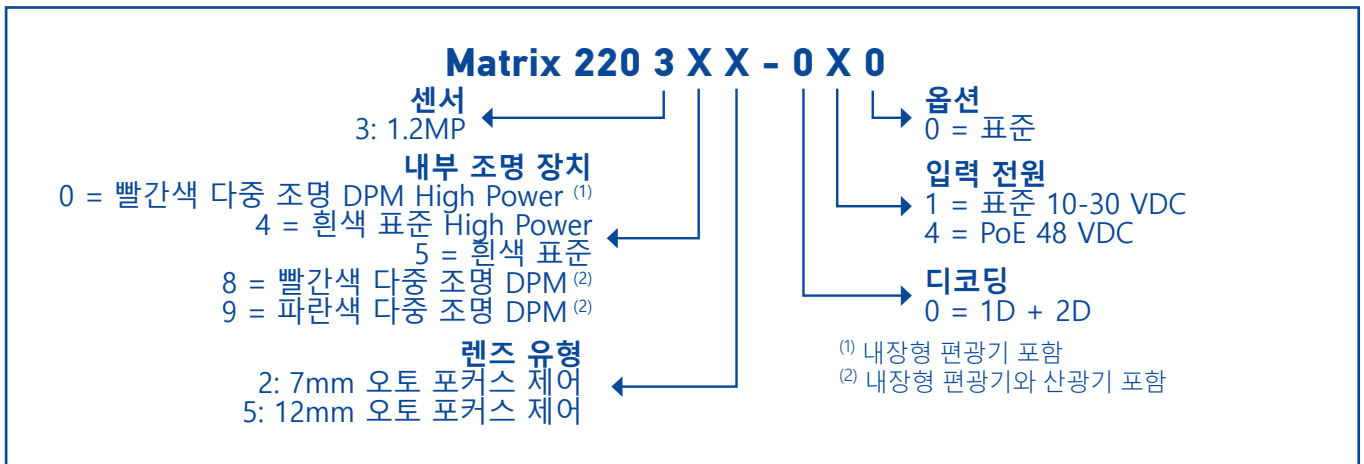 Matrix 220 3 X X - 0 X 0
센서
3: 1.2MP
내부 조명 장치
0 = 빨간색 다중 조명 DPM High Power (1)
4 = 흰색 표준 High Power
5 = 흰색 표준
8 = 빨간색 다중 조명 DPM (2)
9 = 파란색 다중 조명 DPM (2)
렌즈 유형
2: 7mm 오토 포커스 제어
5: 12mm 오토 포커스 제어
옵션
0 = 표준
입력 전원
1 = 표준 10-30 VDC
4 = PoE 48 VDC
디코딩
0 = 1D + 2D
(1) 내장형 편광기 포함
(2) 내장형 편광기와 산광기 포함